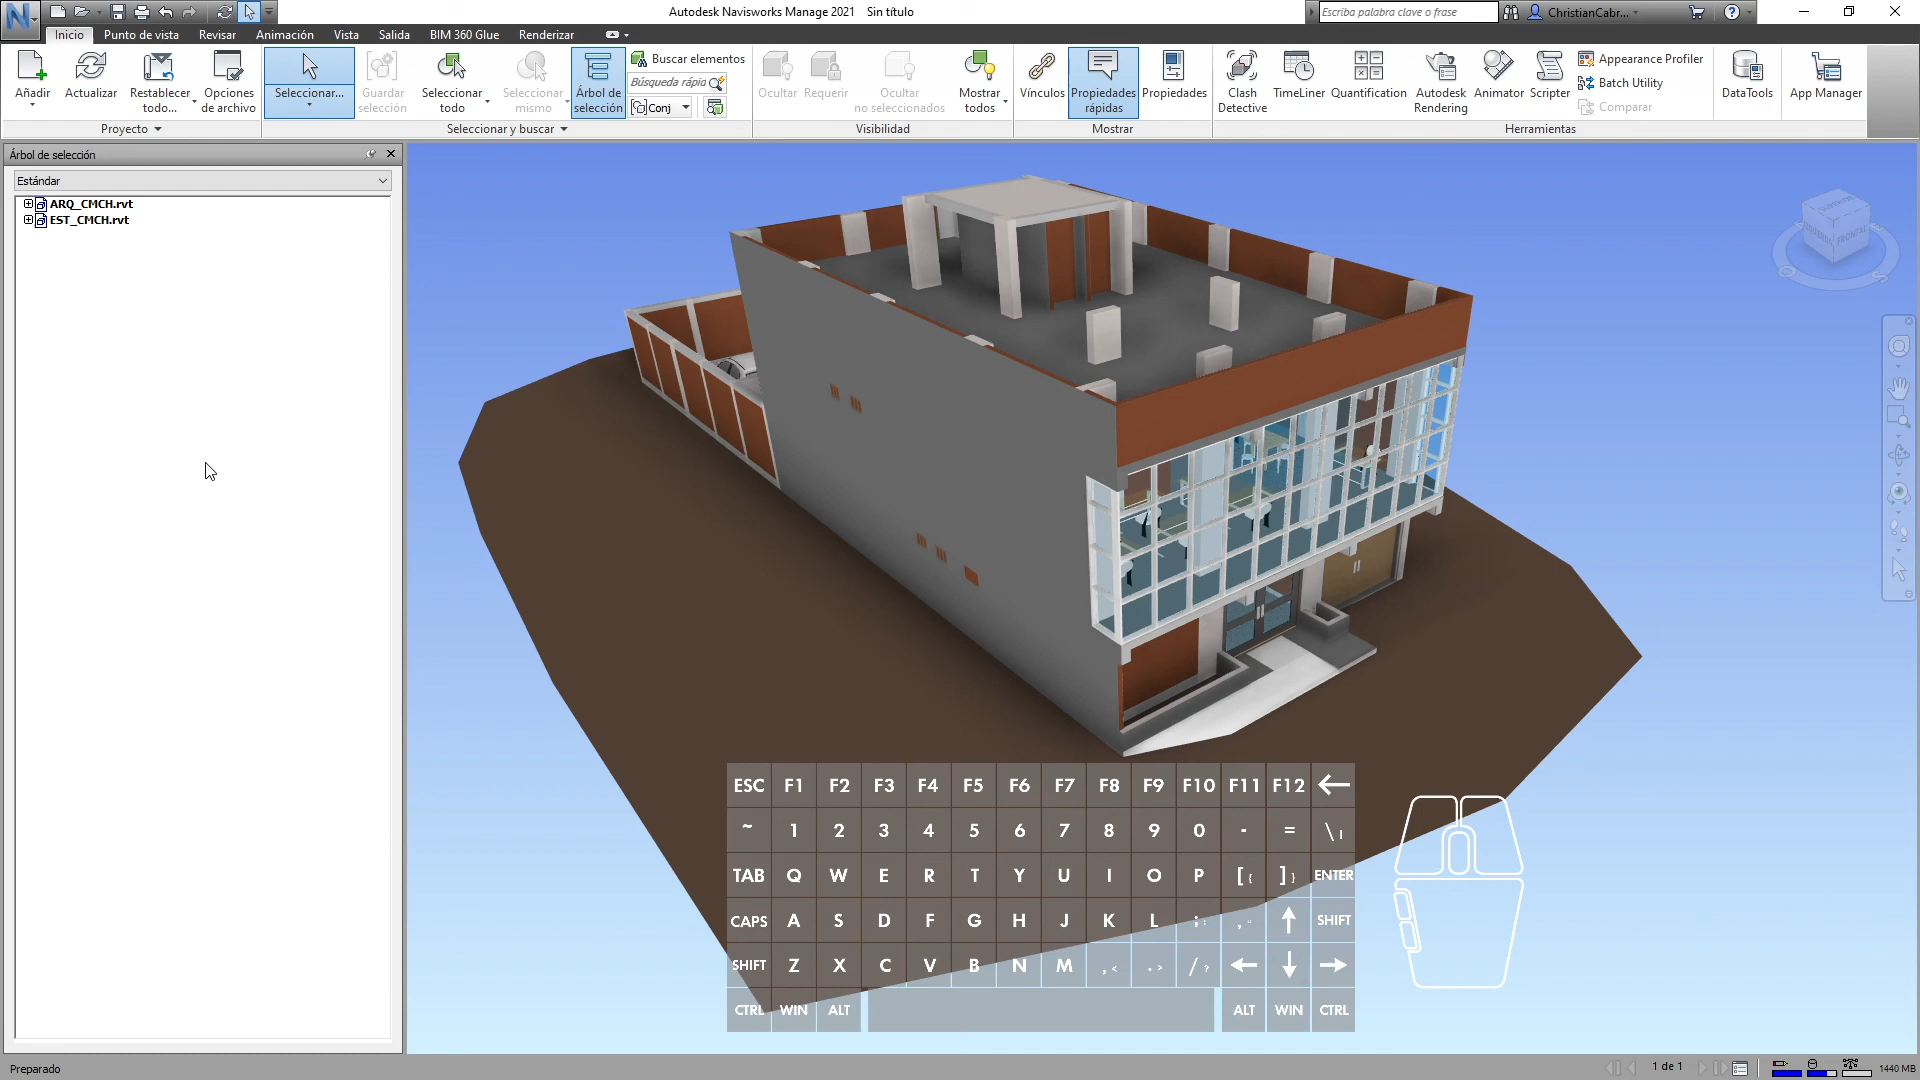 Autodesk Navisworks Manage 2021 Sin título
Escriba palabra clave o frase
ChristianCabr...
Inicio Punto de vista Revisar Animación Vista Salida BIM 360 Glue Renderizar
Añadir
Actualizar
Restablecer todo...
Opciones de archivo
Proyecto
Seleccionar...
Guardar selección
Seleccionar todo
Seleccionar mismo
Árbol de selección
Buscar elementos
Búsqueda rápid
Conj
Seleccionar y buscar
Ocultar
Requerir
Ocultar no seleccionados
Mostrar todos
Visibilidad
Vínculos
Propiedades rápidas
Propiedades
Mostrar
Clash Detective
TimeLiner
Quantification
Autodesk Rendering
Animator
Scripter
Appearance Profiler
Batch Utility
Comparar
Herramientas
DataTools
App Manager
Árbol de selección
Estándar
ARQ_CMCH.rvt
EST_CMCH.rvt
FRONTAL
ESC F1 F2 F3 F4 F5 F6 F7 F8 F9 F10 F11 F12 ←
~ 1 2 3 4 5 6 7 8 9 0 - = \|
TAB Q W E R T Y U I O P [{ ]} ENTER
CAPS A S D F G H J K L ;: ," ↑ SHIFT
SHIFT Z X C V B N M ,< .> /? ← ↓ →
CTRL WIN ALT ALT WIN CTRL
Preparado
1 de 1
1440 MB